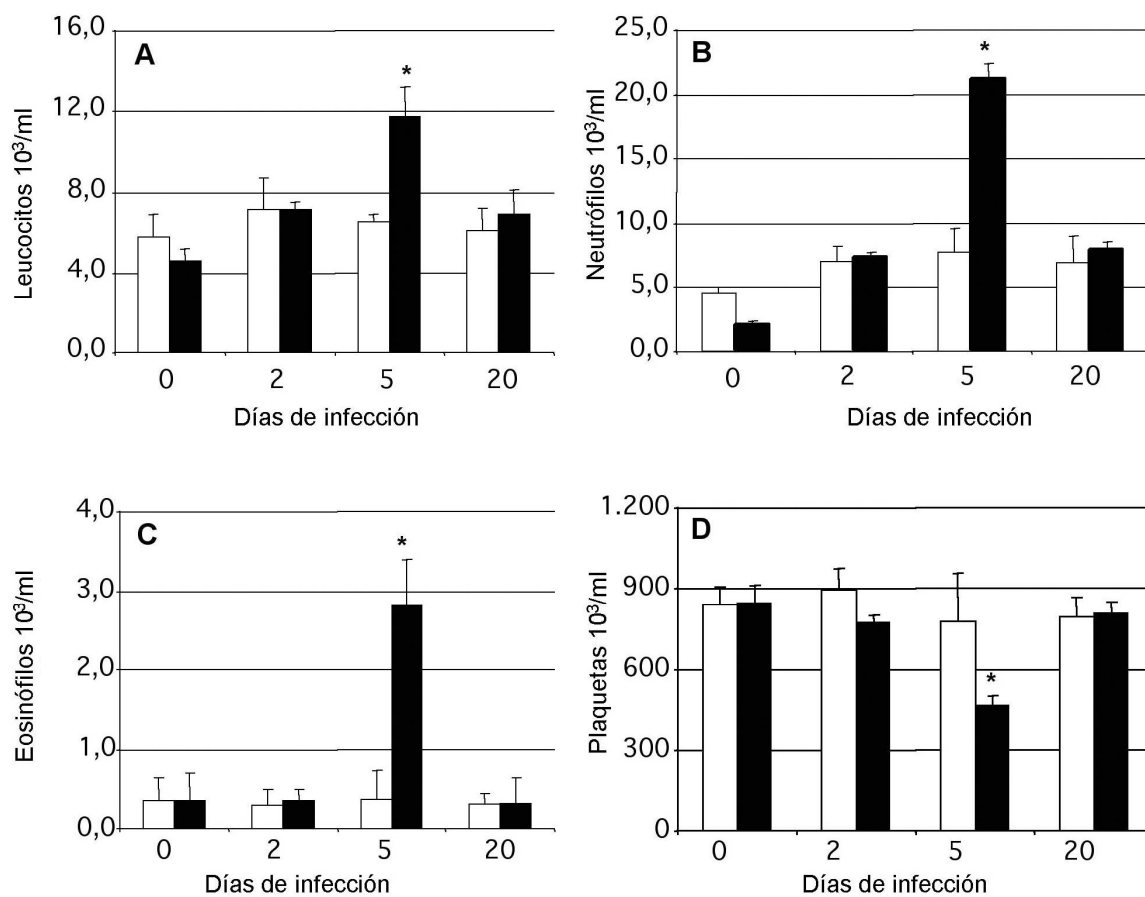 A
Leucocitos 10³/ml
16,0
12,0
8,0
4,0
0,0
*
0 2 5 20
Días de infección
B
Neutrófilos 10³/ml
25,0
20,0
15,0
10,0
5,0
0,0
*
0 2 5 20
Días de infección
C
Eosinófilos 10³/ml
4,0
3,0
2,0
1,0
0,0
*
0 2 5 20
Días de infección
D
Plaquetas 10³/ml
1.200
900
600
300
0
*
0 2 5 20
Días de infección